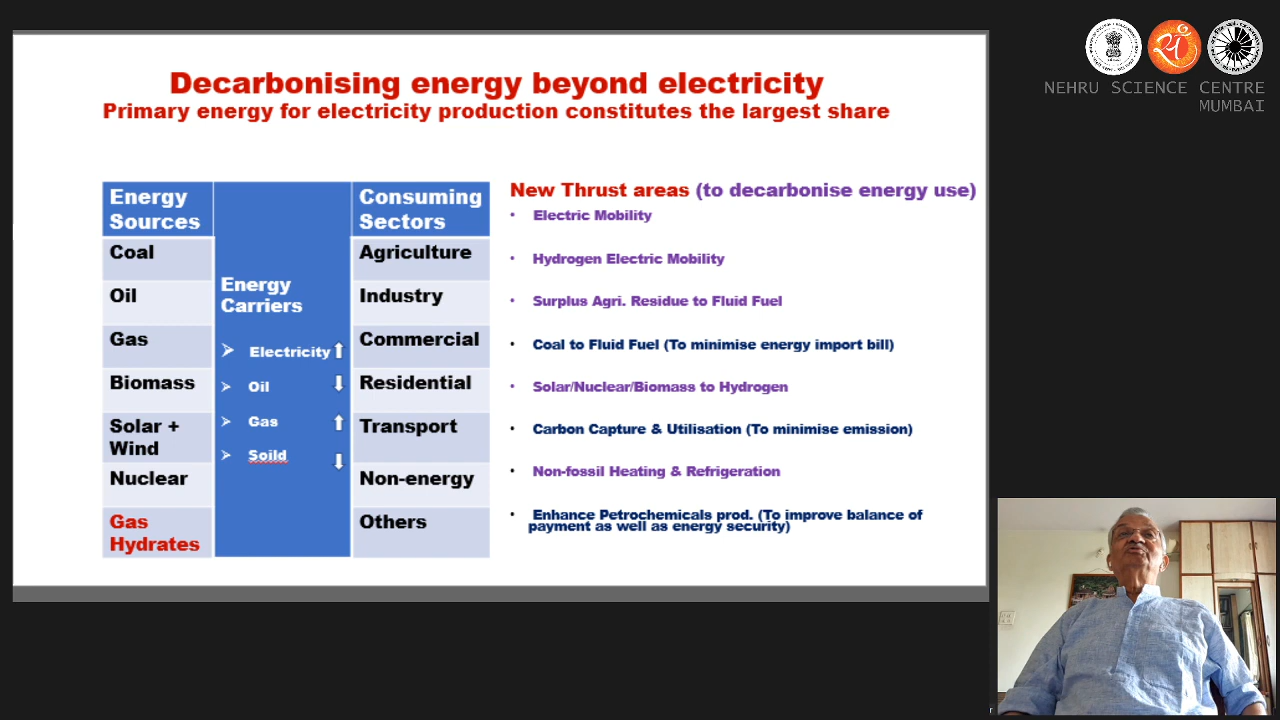 NEHRU SCIENCE CENTRE
MUMBAI
Decarbonising energy beyond electricity
Primary energy for electricity production constitutes the largest share
Energy
Sources
Coal
Oil
Gas
Biomass
Solar +
Wind
Nuclear
Gas
Hydrates
Energy
Carriers
Electricity
Oil
Gas
Soild
Consuming
Sectors
Agriculture
Industry
Commercial
Residential
Transport
Non-energy
Others
New Thrust areas (to decarbonise energy use)
• Electric Mobility
• Hydrogen Electric Mobility
• Surplus Agri. Residue to Fluid Fuel
• Coal to Fluid Fuel (To minimise energy import bill)
• Solar/Nuclear/Biomass to Hydrogen
• Carbon Capture & Utilisation (To minimise emission)
• Non-fossil Heating & Refrigeration
• Enhance Petrochemicals prod. (To improve balance of
payment as well as energy security)